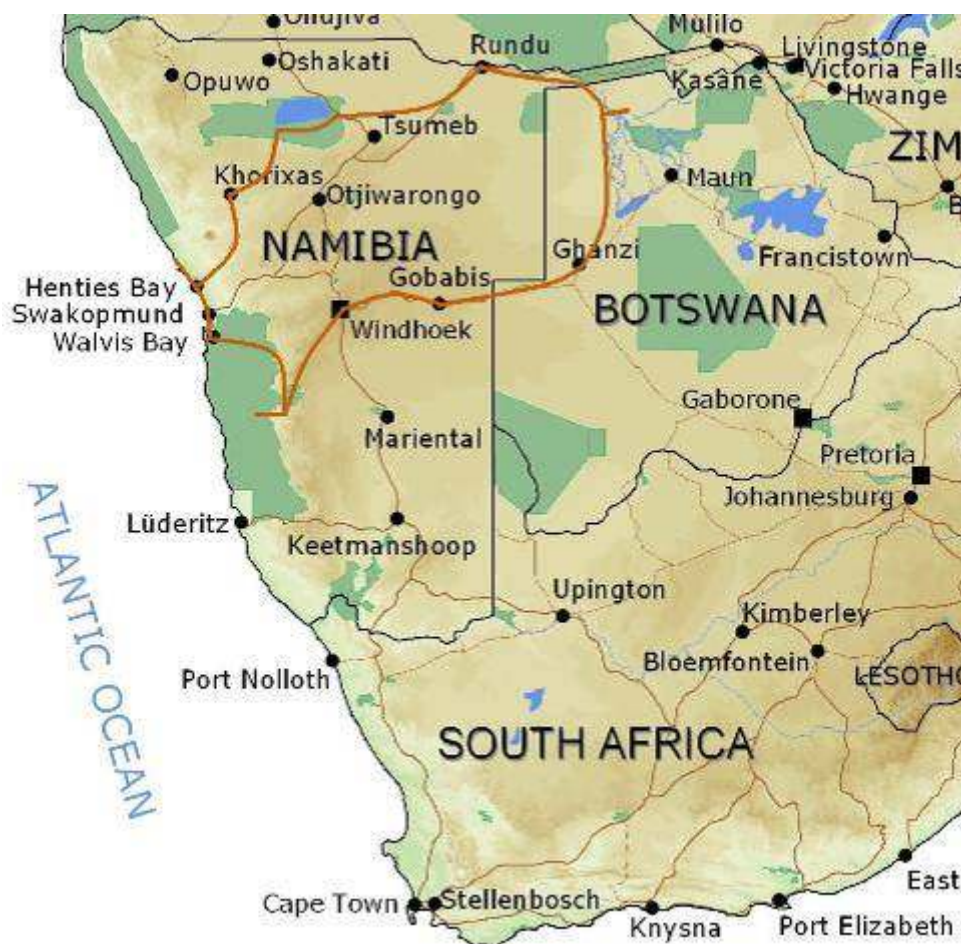 Rundu
Mulilo
Livingstone
Victoria Falls
Oshakati
Opuwo
Kasane
Hwange
Tsumeb
ZIM
Khorixas
Otjiwarongo
Maun
NAMIBIA
Ghanzi
Francistown
Henties Bay
Gobabis
BOTSWANA
Swakopmund
Windhoek
Walvis Bay
Gaborone
Mariental
Pretoria
Johannesburg
ATLANTIC OCEAN
Lüderitz
Keetmanshoop
Upington
Kimberley
Bloemfontein
Port Nolloth
LESOTHO
SOUTH AFRICA
East
Cape Town
Stellenbosch
Knysna
Port Elizabeth